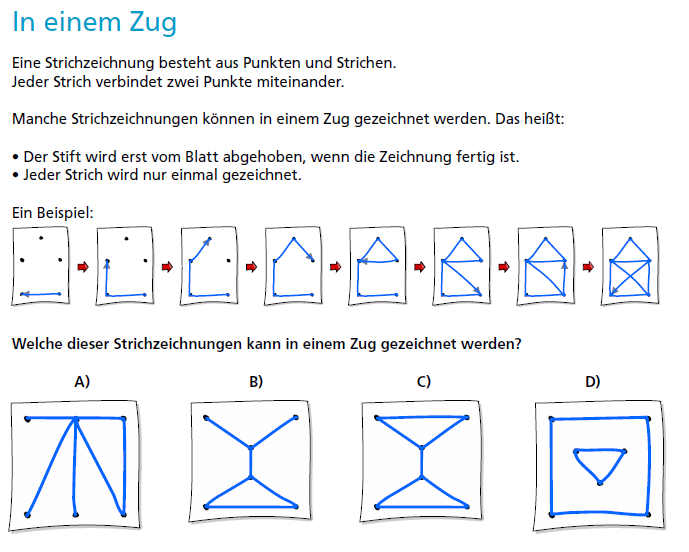 In einem Zug
Eine Strichzeichnung besteht aus Punkten und Strichen.
Jeder Strich verbindet zwei Punkte miteinander.
Manche Strichzeichnungen können in einem Zug gezeichnet werden. Das heißt:
• Der Stift wird erst vom Blatt abgehoben, wenn die Zeichnung fertig ist.
• Jeder Strich wird nur einmal gezeichnet.
Ein Beispiel:
Welche dieser Strichzeichnungen kann in einem Zug gezeichnet werden?
A) B) C) D)